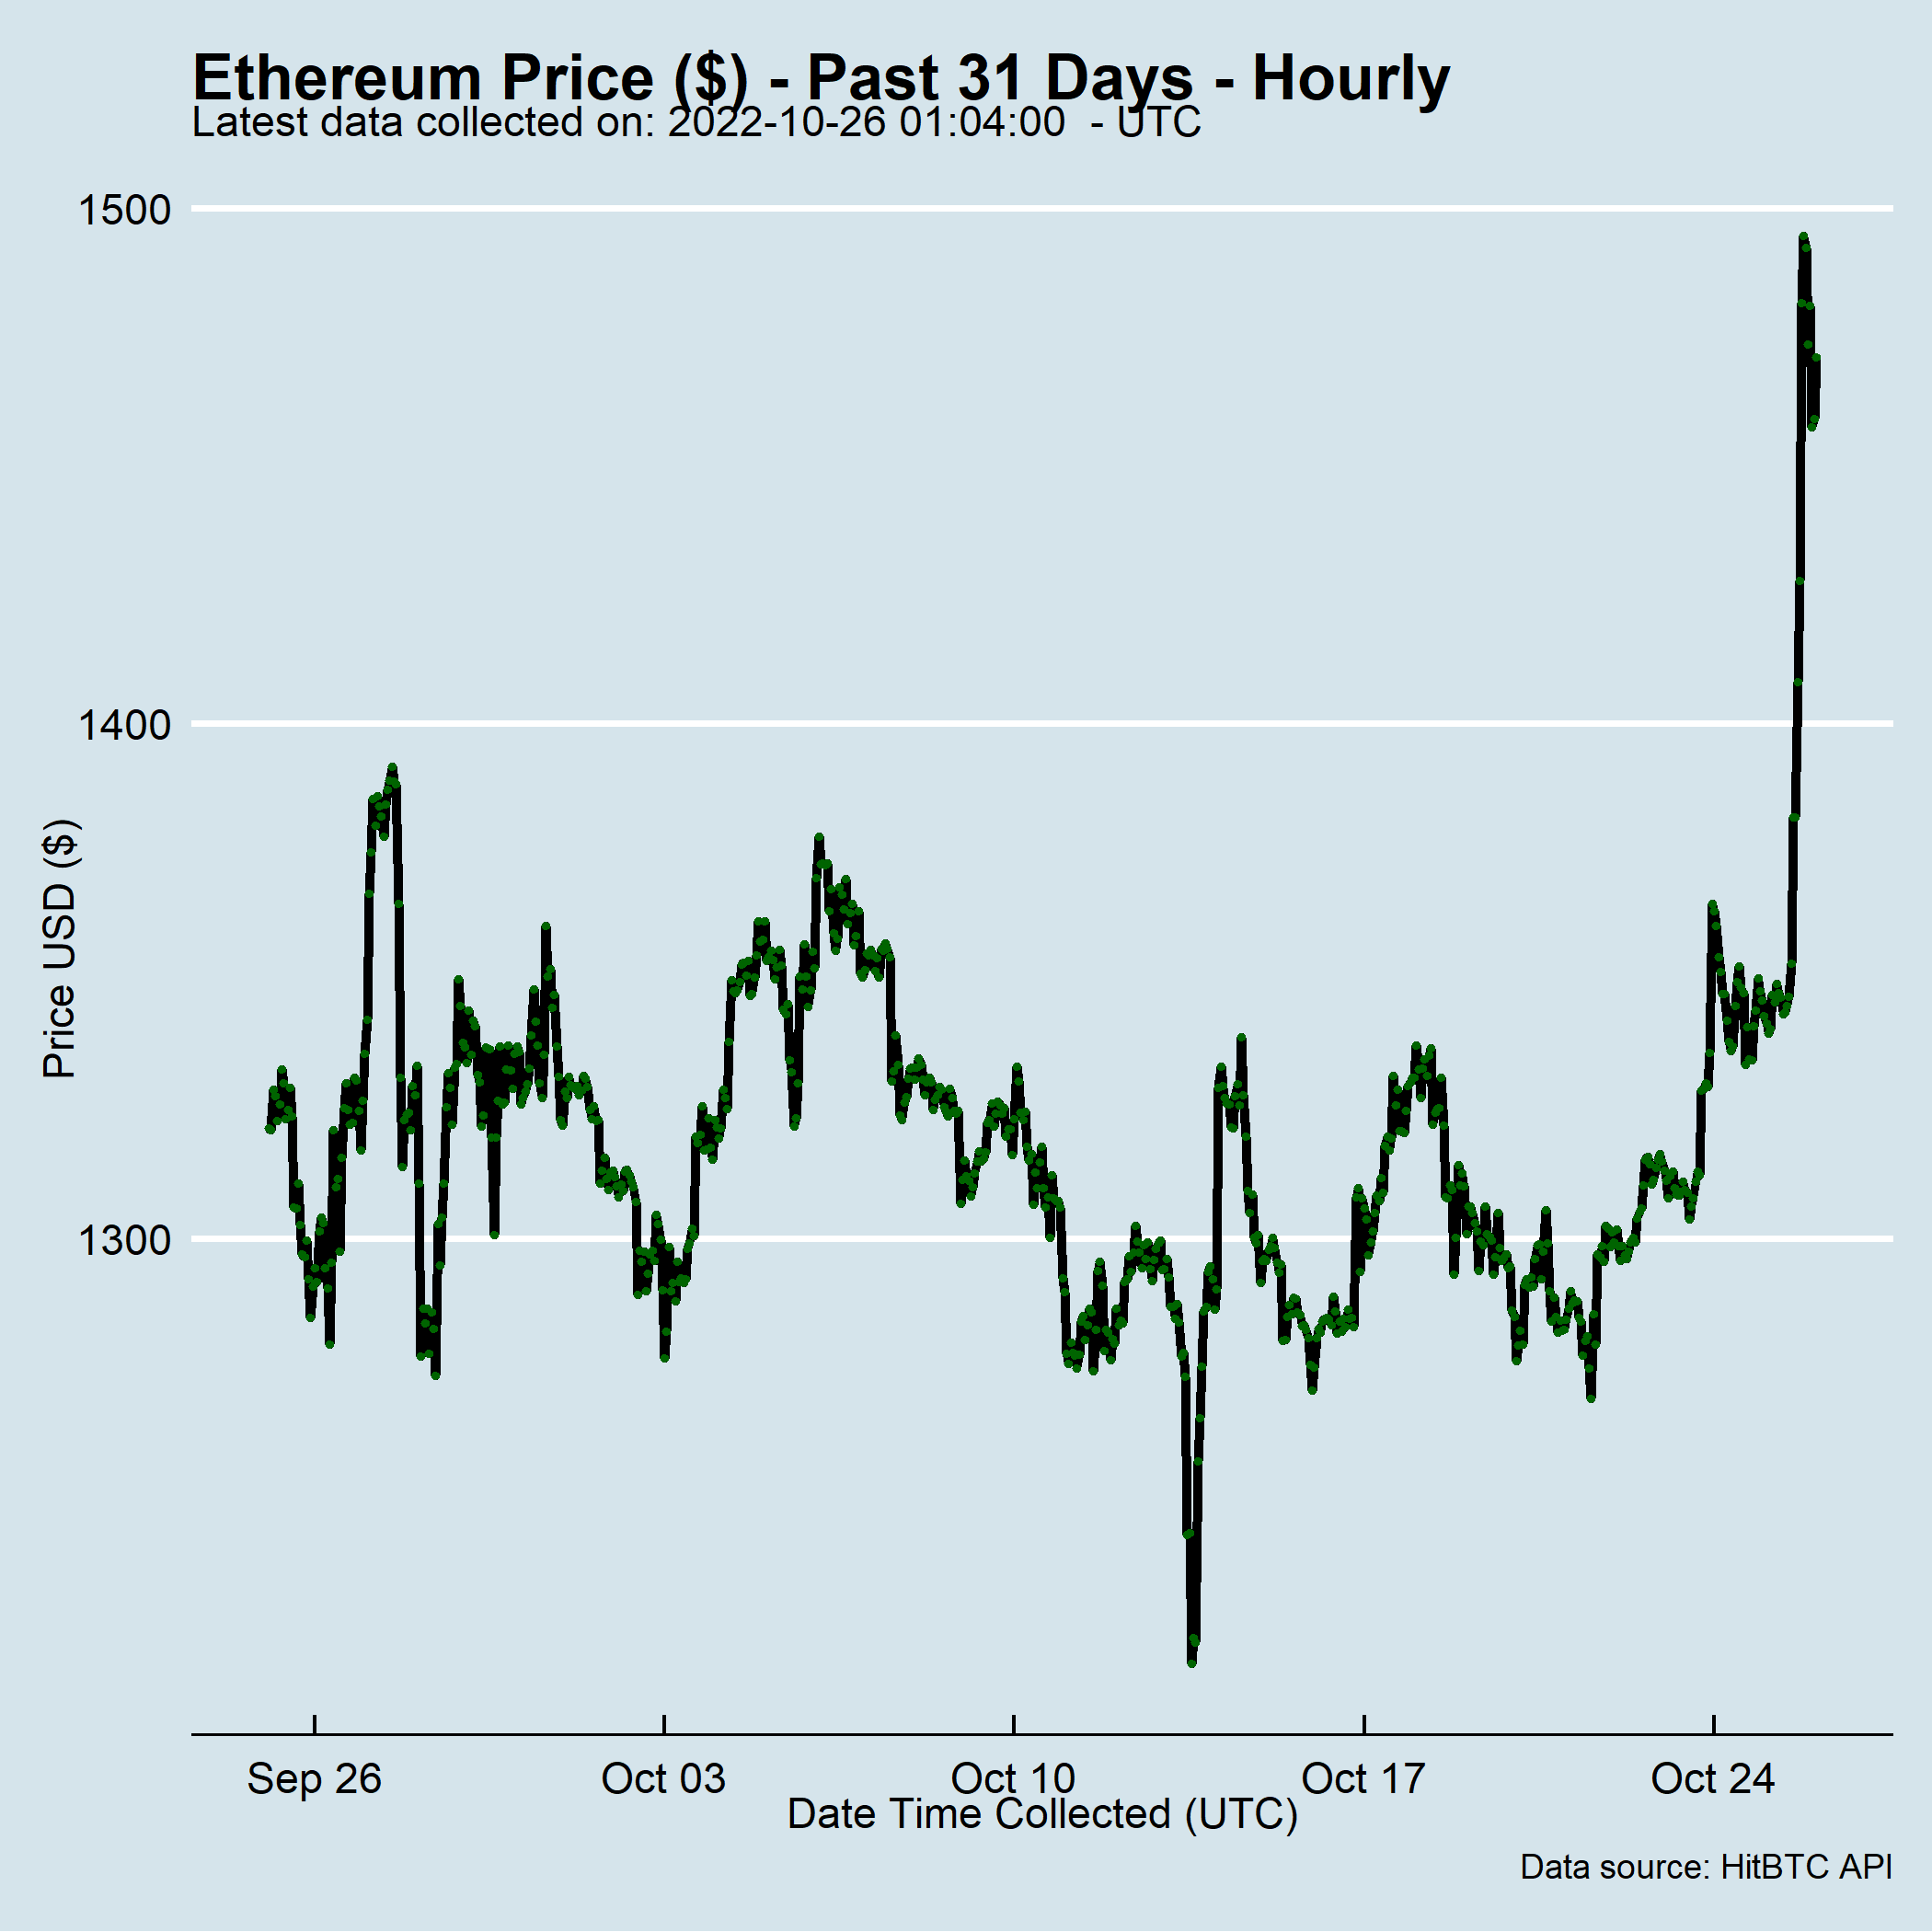 Ethereum Price ($) - Past 31 Days - Hourly
Latest data collected on: 2022-10-26 01:04:00  - UTC
1500
1400
1300
Price USD ($)
Sep 26
Oct 03
Oct 10
Oct 17
Oct 24
Date Time Collected (UTC)
Data source: HitBTC API